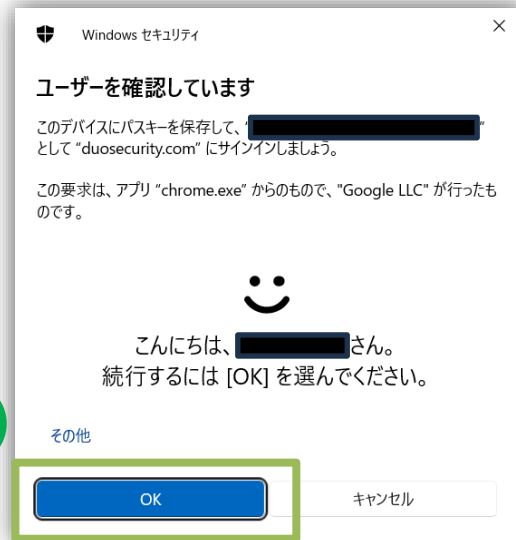 Windows セキュリティ
ユーザーを確認しています
このデバイスにパスキーを保存して、"
"
として "duosecurity.com" にサインインしましょう。
この要求は、アプリ "chrome.exe" からのもので、"Google LLC" が行ったも
のです。
こんにちは、 さん。
続行するには [OK] を選んでください。
その他
OK
キャンセル